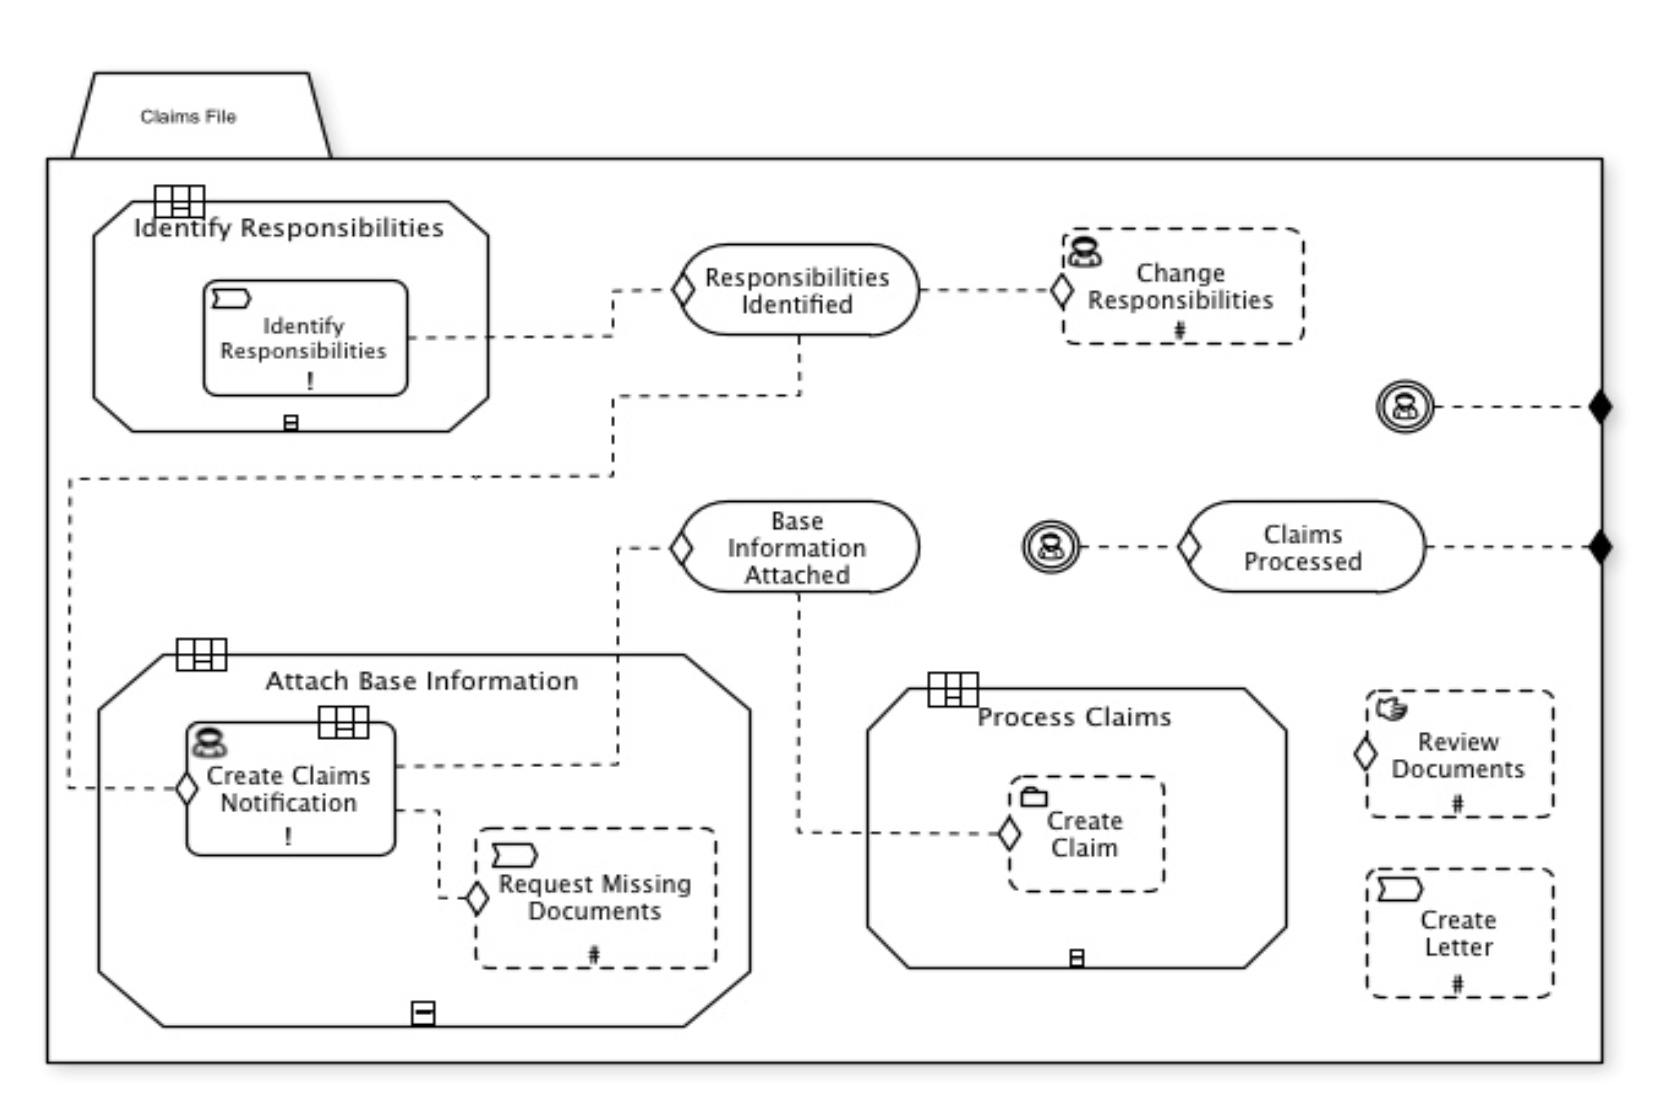 Claims File
Identify Responsibilities
Identify
Responsibilities
!
Responsibilities
Identified
Change
Responsibilities
#
Base
Information
Attached
Claims
Processed
Attach Base Information
Create Claims
Notification
!
Request Missing
Documents
#
Process Claims
Create
Claim
Review
Documents
#
Create
Letter
#